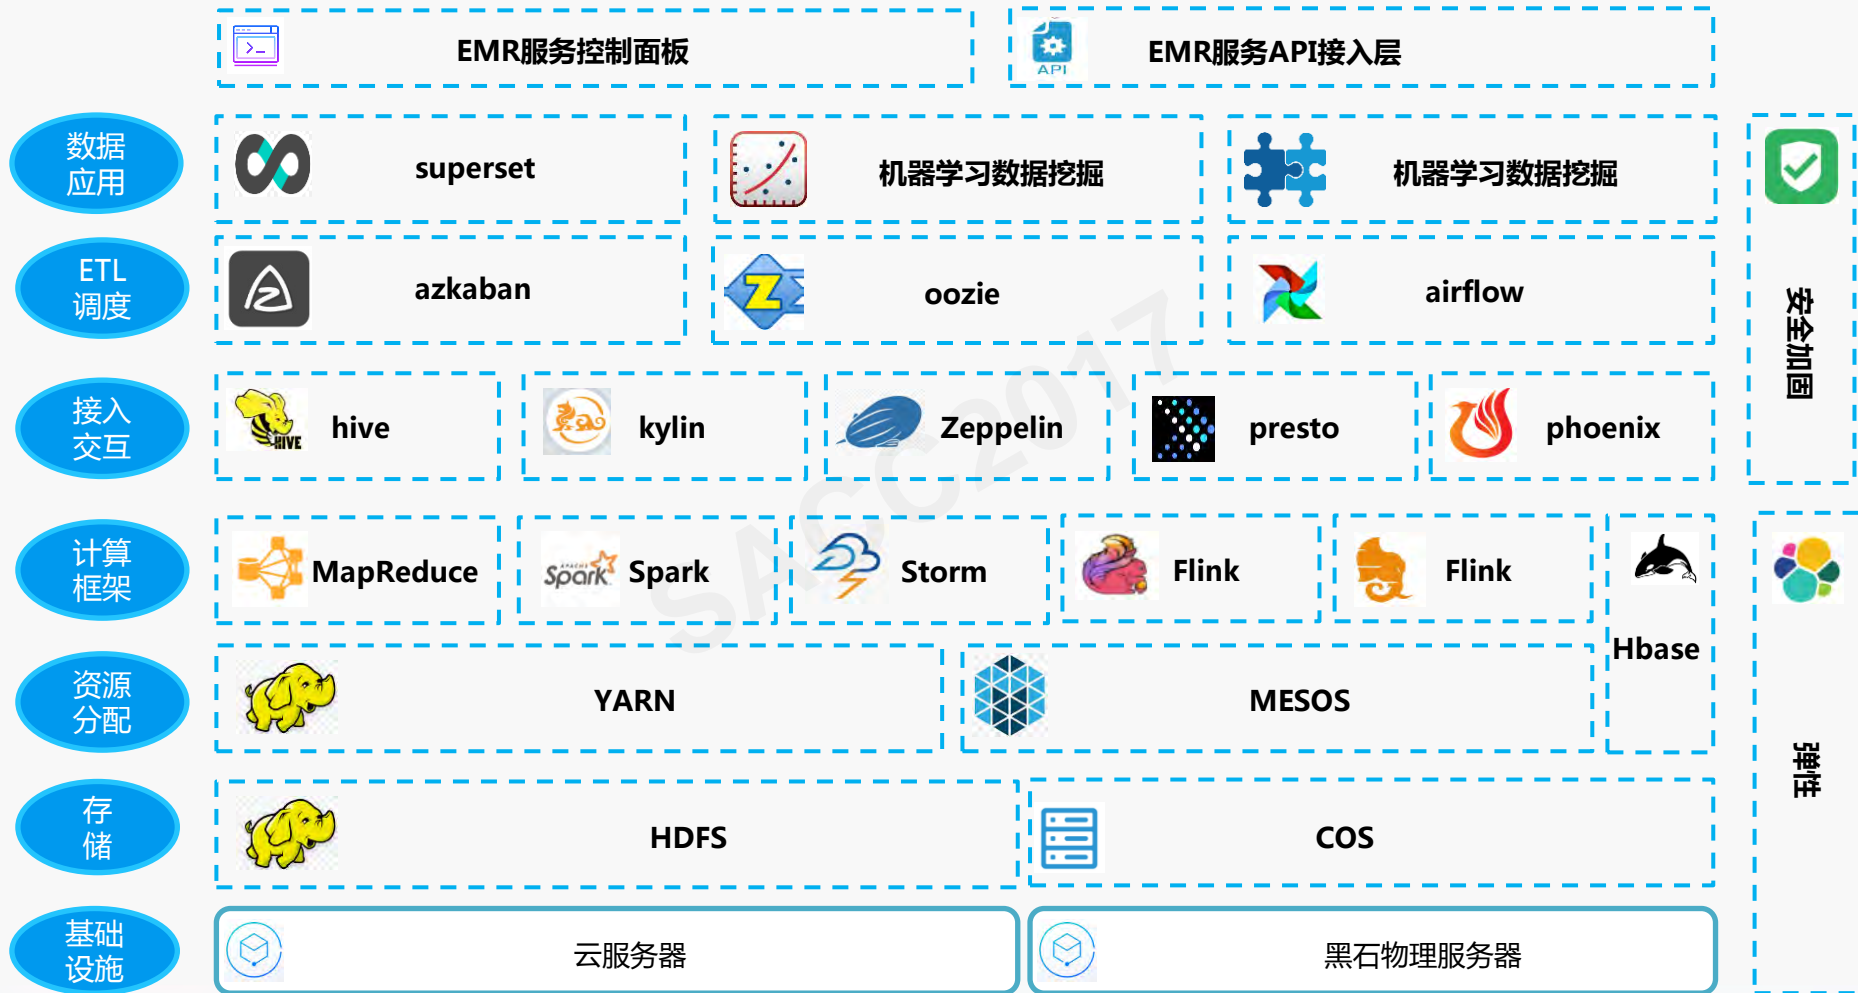 EMR服务控制面板
EMR服务API接入层
API
数据
应用
superset
机器学习数据挖掘
机器学习数据挖掘
ETL
调度
azkaban
oozie
airflow
安全加固
接入
交互
HIVE
hive
kylin
Zeppelin
presto
phoenix
计算
框架
MapReduce
APACHE
Spark
Spark
Storm
Flink
Flink
Hbase
资源
分配
YARN
MESOS
弹性
存
储
HDFS
COS
基础
设施
云服务器
黑石物理服务器
SACC2017